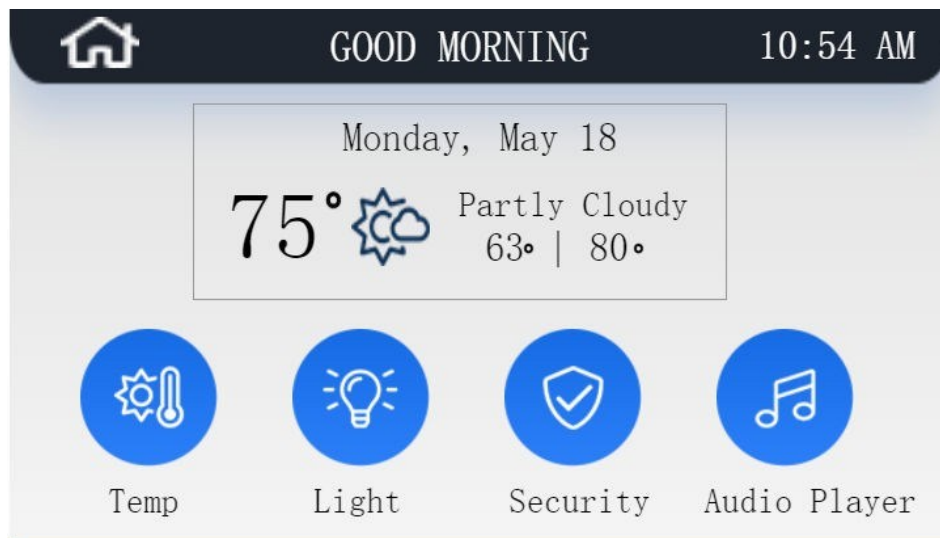 GOOD MORNING 10:54 AM
Monday, May 18
75° Partly Cloudy
63° | 80°
Temp Light Security Audio Player